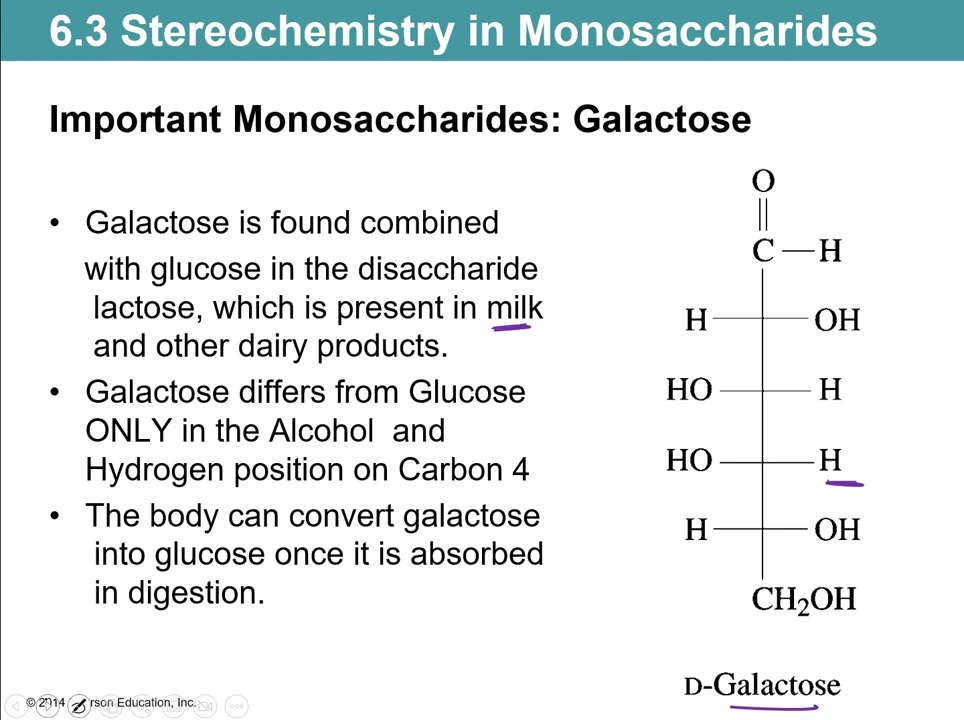 6.3 Stereochemistry in Monosaccharides
Important Monosaccharides: Galactose
• Galactose is found combined
with glucose in the disaccharide
lactose, which is present in milk
and other dairy products.
• Galactose differs from Glucose
ONLY in the Alcohol and
Hydrogen position on Carbon 4
• The body can convert galactose
into glucose once it is absorbed
in digestion.
O
C—H
H OH
HO H
HO H
H OH
CH₂OH
D-Galactose
© 2014 Education, Inc.